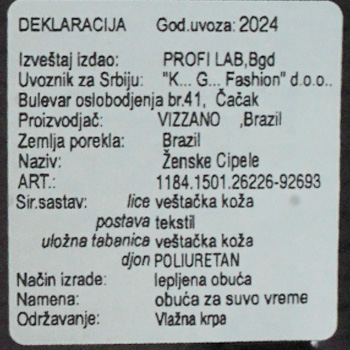 DEKLARACIJA God.uvoza: 2024
Izveštaj izdao: PROFI LAB,Bgd
Uvoznik za Srbiju: "K... G... Fashion" d.o.o..
Bulevar oslobodjenja br.41, Čačak
Proizvodjač: VIZZANO ,Brazil
Zemlja porekla: Brazil
Naziv: Ženske Cipele
ART.: 1184.1501.26226-92693
Sir.sastav: lice veštačka koža
postava tekstil
uložna tabanica veštačka koža
djon POLIURETAN
Način izrade: lepljena obuća
Namena: obuća za suvo vreme
Održavanje: Vlažna krpa